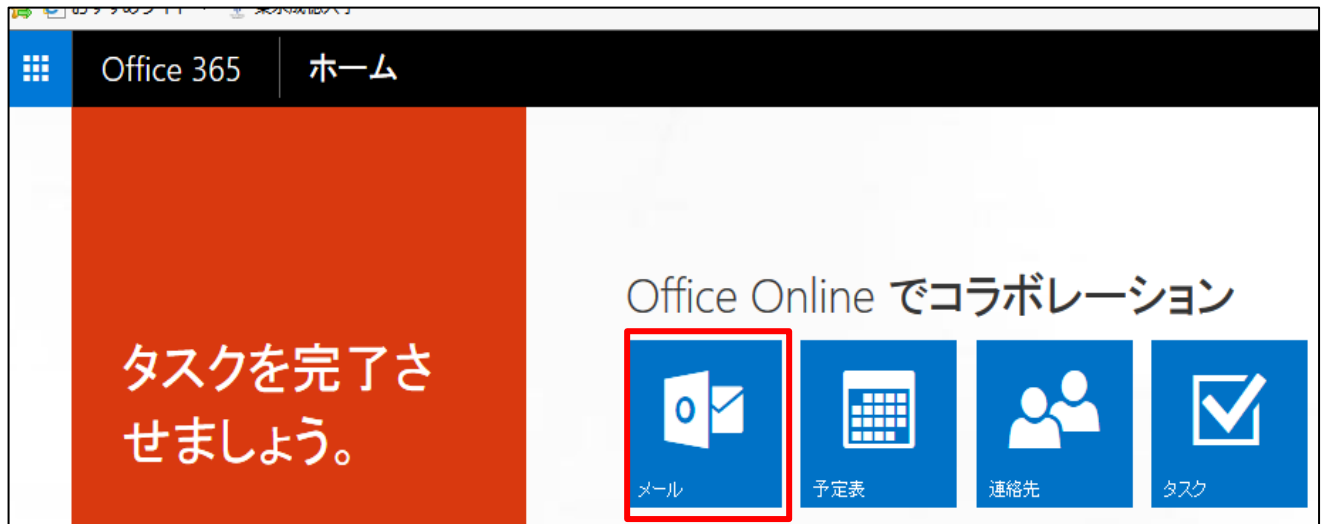 Office 365 ホーム
タスクを完了さ
せましょう。
Office Online でコラボレーション
メール 予定表 連絡先 タスク